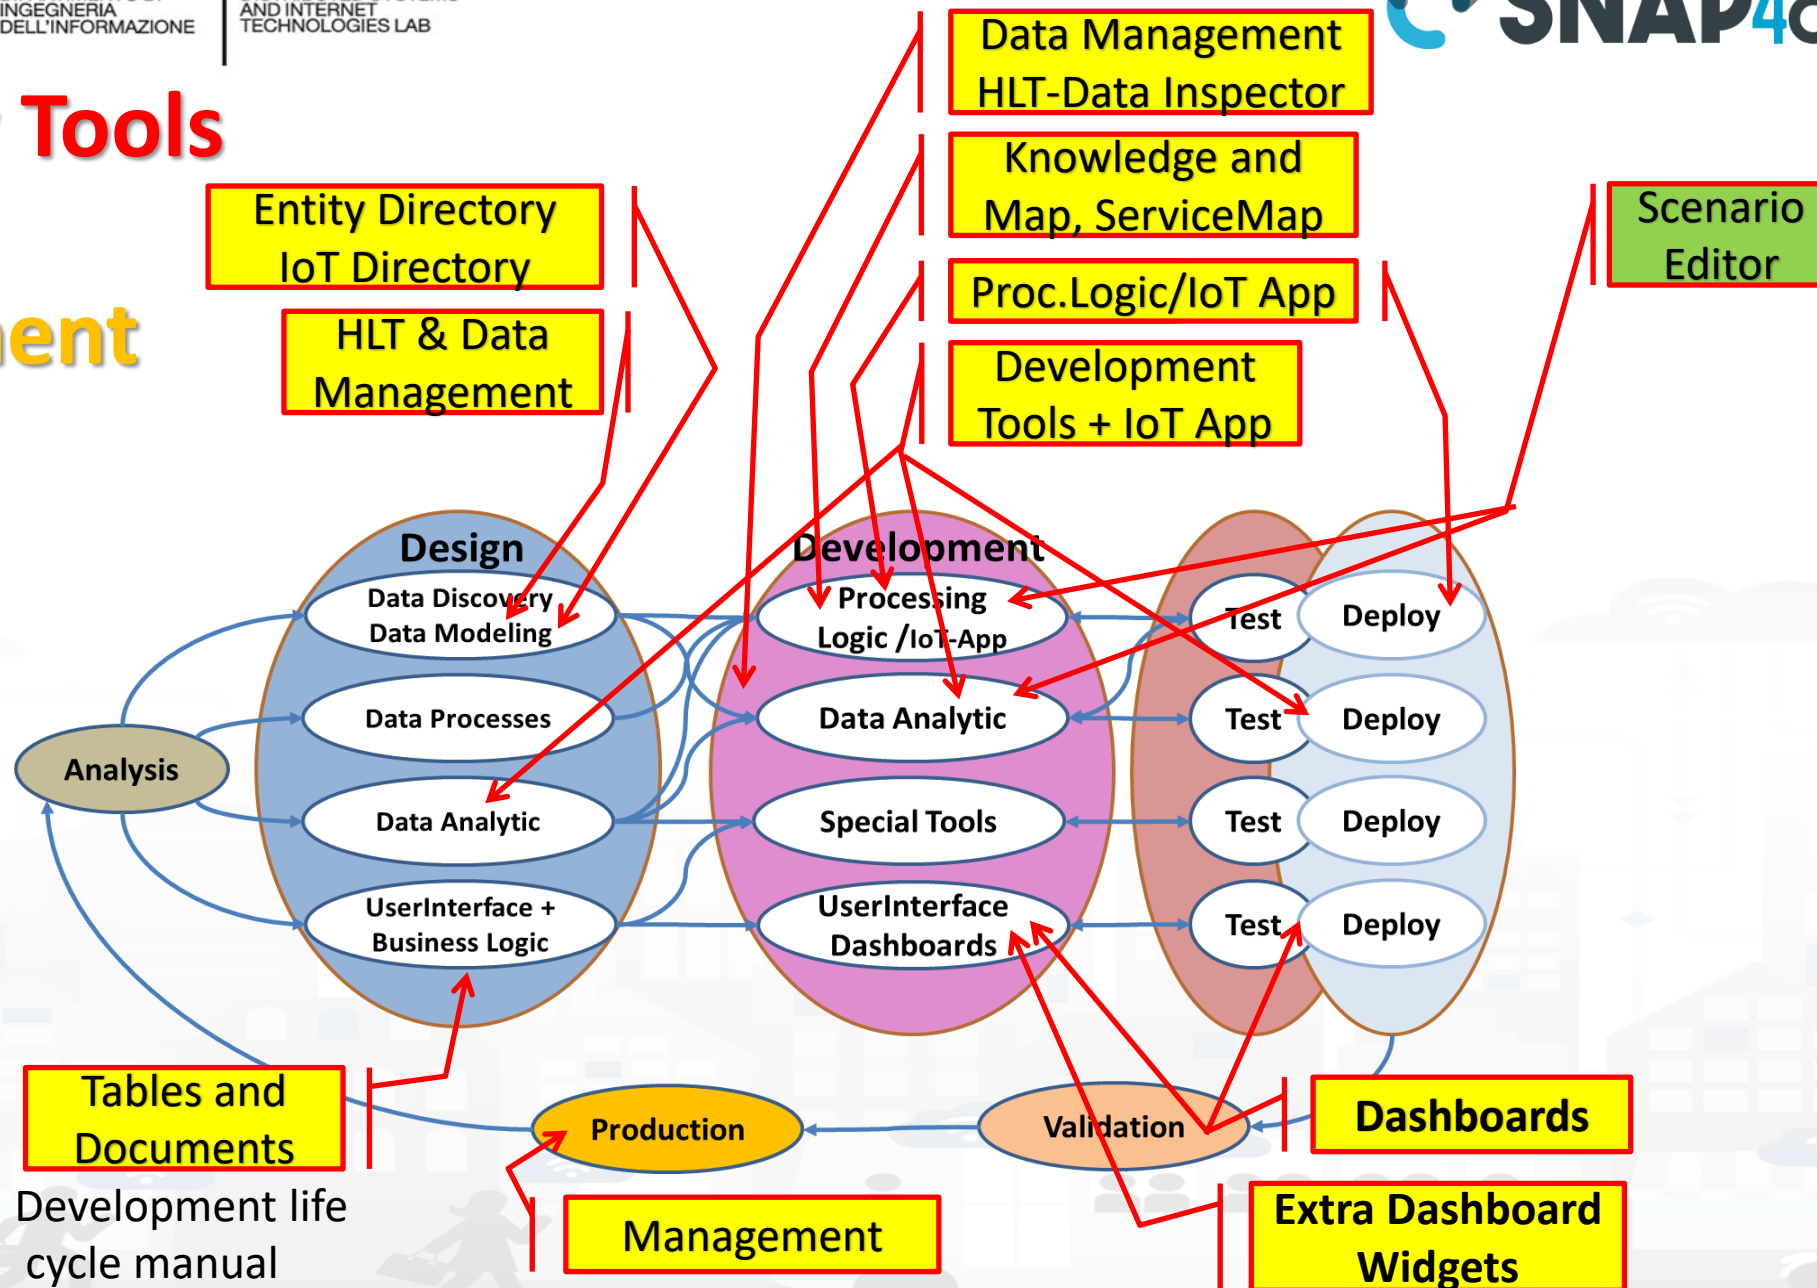 INGEGNERIA
DELL'INFORMAZIONE
AND INTERNET
TECHNOLOGIES LAB
Tools
Entity Directory
IoT Directory
HLT & Data
Management
Data Management
HLT-Data Inspector
Knowledge and
Map, ServiceMap
Proc.Logic/IoT App
Development
Tools + IoT App
Scenario
Editor
Design
Data Discovery
Data Modeling
Data Processes
Data Analytic
UserInterface +
Business Logic
Development
Processing
Logic /IoT-App
Data Analytic
Special Tools
UserInterface
Dashboards
Test
Deploy
Test
Deploy
Test
Deploy
Test
Deploy
Analysis
Tables and
Documents
Development life
cycle manual
Production
Management
Validation
Dashboards
Extra Dashboard
Widgets